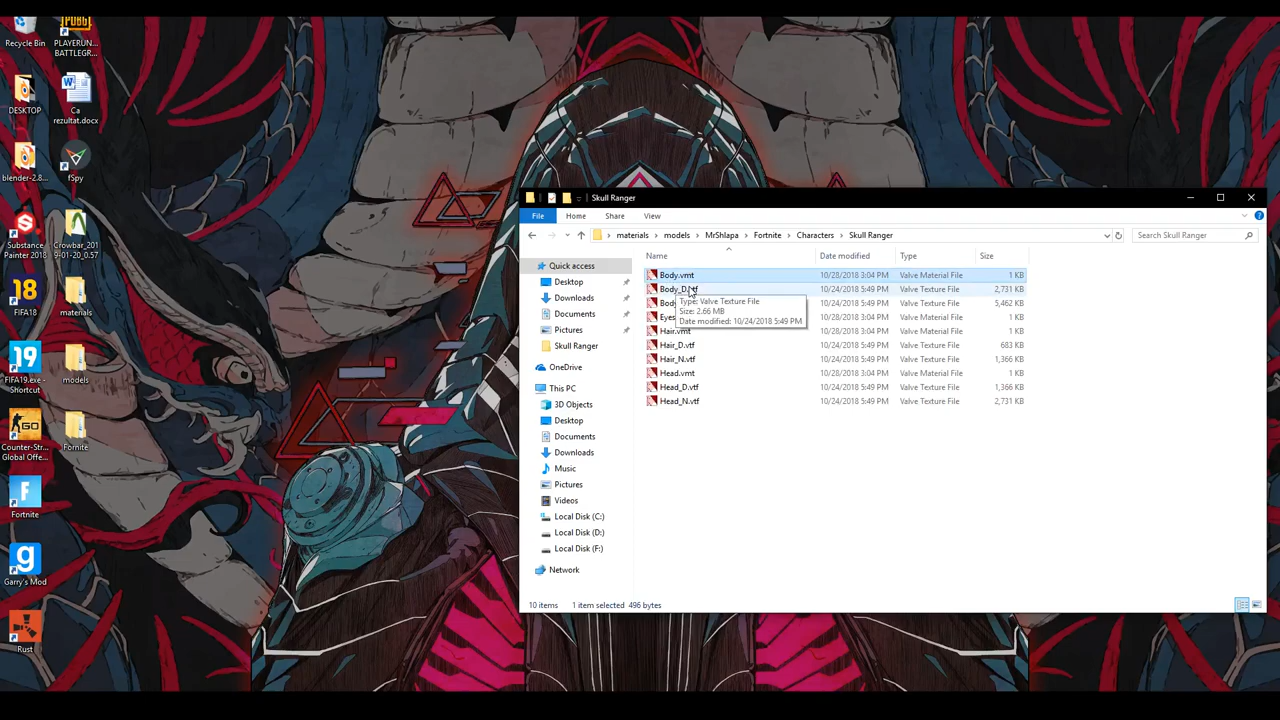 Recycle Bin
PLAYERUN...
BATTLEGR...
DESKTOP
Ca
rezultat.docx
blender-2.8...
fSpy
Substance
Painter 2018
Crowbar_2019-01-20_0.57
FIFA18
materials
FIFA19.exe -
Shortcut
models
Counter-Str...
Global Offe...
Fornite
Fortnite
Garry's Mod
Rust
Skull Ranger
File
Home
Share
View
materials > models > MrShlapa > Fortnite > Characters > Skull Ranger
Search Skull Ranger
Name Date modified Type Size
Quick access
Desktop
Downloads
Documents
Pictures
Skull Ranger
OneDrive
This PC
3D Objects
Desktop
Documents
Downloads
Music
Pictures
Videos
Local Disk (C:)
Local Disk (D:)
Local Disk (F:)
Network
Body.vmt 10/28/2018 3:04 PM Valve Material File 1 KB
Body_D.vtf 10/24/2018 5:49 PM Valve Texture File 2,731 KB
Bod 10/24/2018 5:49 PM Valve Texture File 5,462 KB
Eyes 10/28/2018 3:04 PM Valve Material File 1 KB
Hair.vmt 10/28/2018 3:04 PM Valve Material File 1 KB
Hair_D.vtf 10/24/2018 5:49 PM Valve Texture File 683 KB
Hair_N.vtf 10/24/2018 5:49 PM Valve Texture File 1,366 KB
Head.vmt 10/28/2018 3:04 PM Valve Material File 1 KB
Head_D.vtf 10/24/2018 5:49 PM Valve Texture File 1,366 KB
Head_N.vtf 10/24/2018 5:49 PM Valve Texture File 2,731 KB
Type: Valve Texture File
Size: 2.66 MB
Date modified: 10/24/2018 5:49 PM
10 items 1 item selected 496 bytes